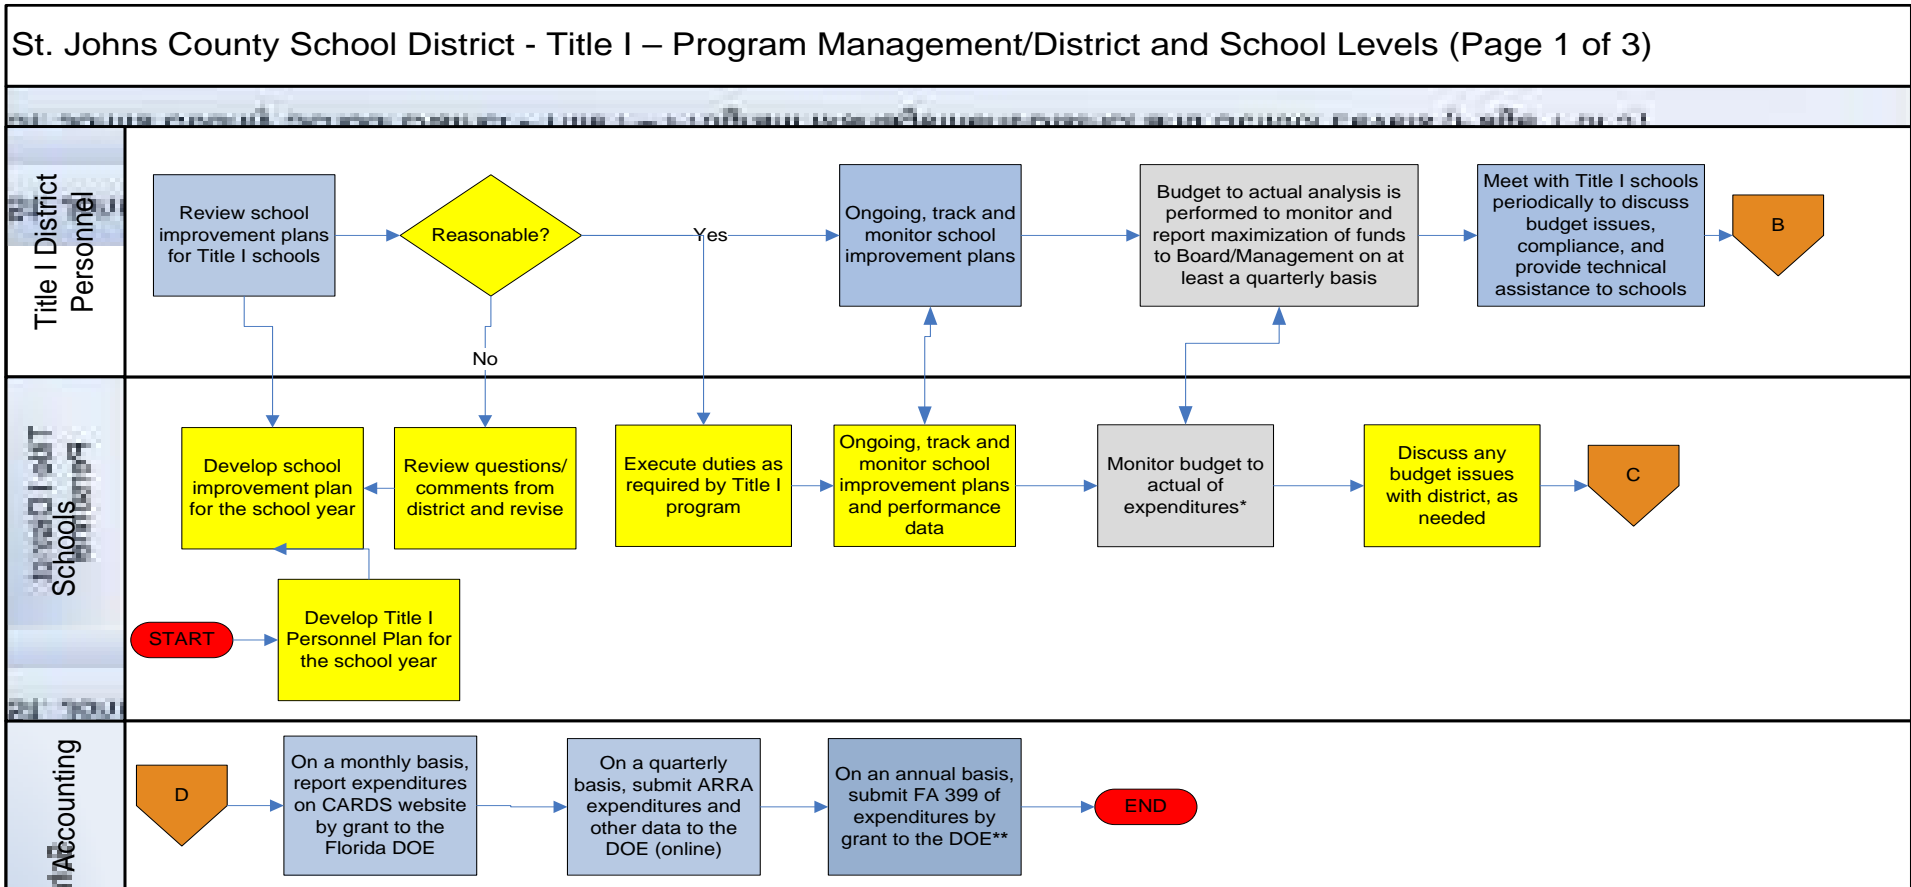 St. Johns County School District - Title I – Program Management/District and School Levels (Page 1 of 3)
Title I District
Personnel
Review school
improvement plans
for Title I schools
Reasonable?
Yes
No
Ongoing, track and
monitor school
improvement plans
Budget to actual analysis is
performed to monitor and
report maximization of funds
to Board/Management on at
least a quarterly basis
Meet with Title I schools
periodically to discuss
budget issues,
compliance, and
provide technical
assistance to schools
B
Schools
Develop school
improvement plan
for the school year
Review questions/
comments from
district and revise
Execute duties as
required by Title I
program
Ongoing, track and
monitor school
improvement plans
and performance
data
Monitor budget to
actual of
expenditures*
Discuss any
budget issues
with district, as
needed
C
START
Develop Title I
Personnel Plan for
the school year
Accounting
D
On a monthly basis,
report expenditures
on CARDS website
by grant to the
Florida DOE
On a quarterly
basis, submit ARRA
expenditures and
other data to the
DOE (online)
On an annual basis,
submit FA 399 of
expenditures by
grant to the DOE**
END